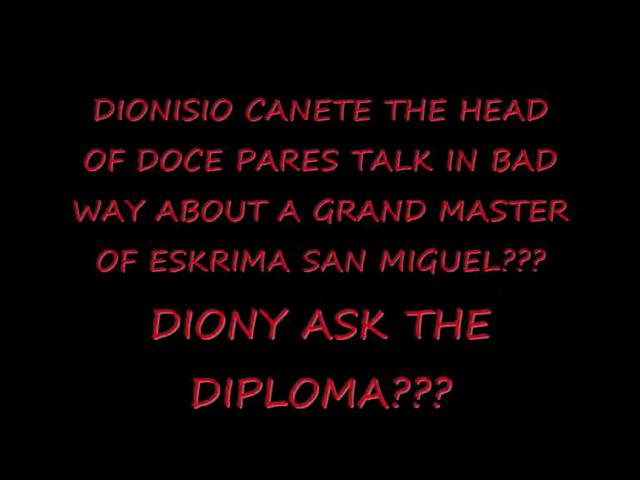 DIONISIO CANETE THE HEAD
OF DOCE PARES TALK IN BAD
WAY ABOUT A GRAND MASTER
OF ESKRIMA SAN MIGUEL???
DIONY ASK THE
DIPLOMA???